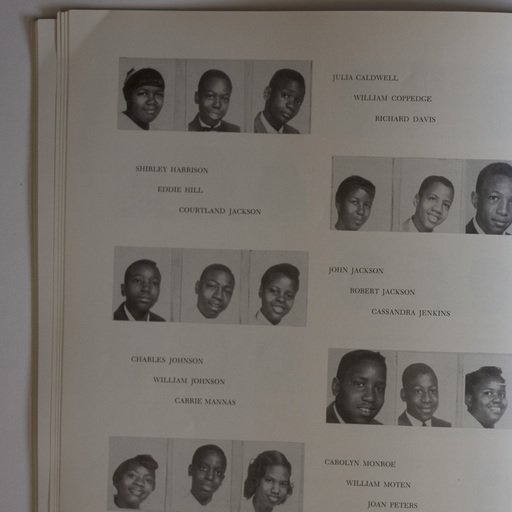 JULIA CALDWELL
WILLIAM COPPEDGE
RICHARD DAVIS
SHIRLEY HARRISON
EDDIE HILL
COURTLAND JACKSON
JOHN JACKSON
ROBERT JACKSON
CASSANDRA JENKINS
CHARLES JOHNSON
WILLIAM JOHNSON
CARRIE MANNAS
CAROLYN MONROE
WILLIAM MOTEN
JOAN PETERS